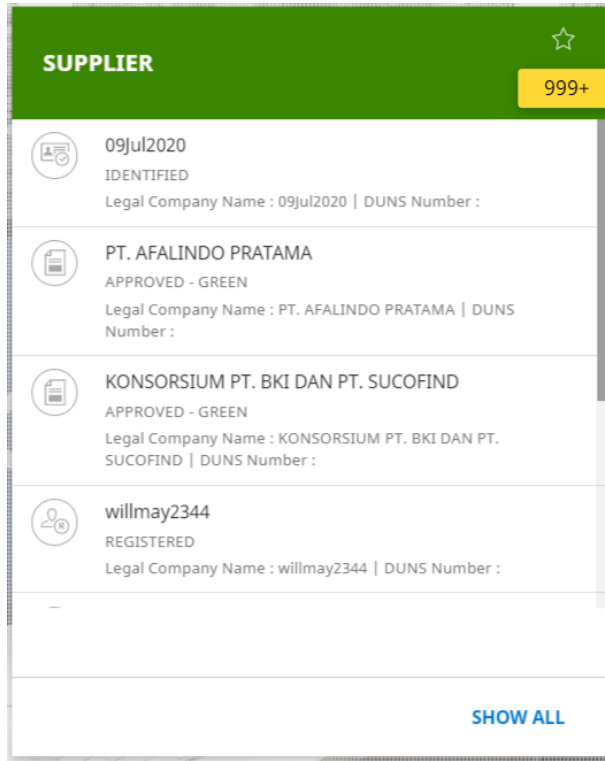 SUPPLIER
999+
09Jul2020
IDENTIFIED
Legal Company Name : 09Jul2020 | DUNS Number :
PT. AFALINDO PRATAMA
APPROVED - GREEN
Legal Company Name : PT. AFALINDO PRATAMA | DUNS
Number :
KONSORSIUM PT. BKI DAN PT. SUCOFIND
APPROVED - GREEN
Legal Company Name : KONSORSIUM PT. BKI DAN PT.
SUCOFIND | DUNS Number :
R
willmay2344
REGISTERED
Legal Company Name : willmay2344 | DUNS Number :
SHOW ALL